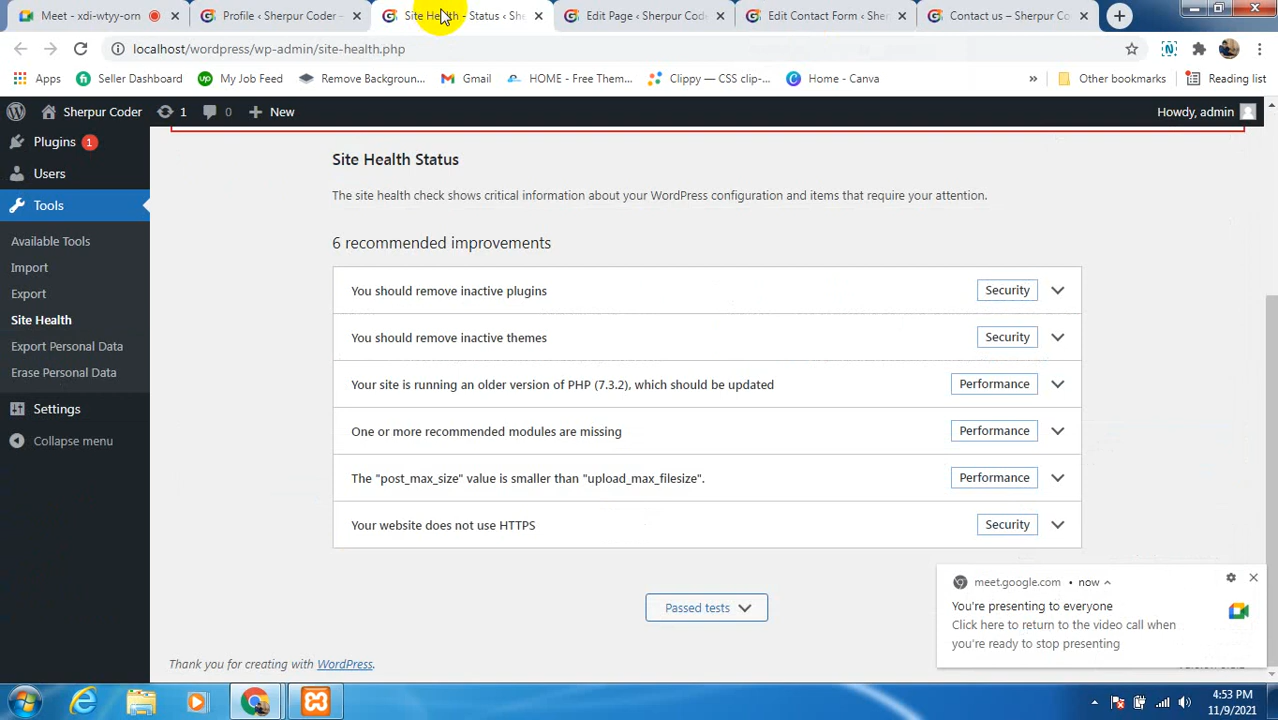 Meet - xdi-wtyy-orn
Profile ‹ Sherpur Coder –
Site Health - Status ‹ She
Edit Page ‹ Sherpur Cod
Edit Contact Form ‹ Sher
Contact us – Sherpur Co
localhost/wordpress/wp-admin/site-health.php
Apps
Seller Dashboard
My Job Feed
Remove Backgroun...
Gmail
HOME - Free Them...
Clippy — CSS clip-...
Home - Canva
»
Other bookmarks
Reading list
Sherpur Coder
1
0
New
Howdy, admin
Plugins 1
Users
Tools
Available Tools
Import
Export
Site Health
Export Personal Data
Erase Personal Data
Settings
Collapse menu
Site Health Status
The site health check shows critical information about your WordPress configuration and items that require your attention.
6 recommended improvements
You should remove inactive plugins
Security
You should remove inactive themes
Security
Your site is running an older version of PHP (7.3.2), which should be updated
Performance
One or more recommended modules are missing
Performance
The "post_max_size" value is smaller than "upload_max_filesize".
Performance
Your website does not use HTTPS
Security
Passed tests
Thank you for creating with WordPress.
meet.google.com • now
You're presenting to everyone
Click here to return to the video call when
you're ready to stop presenting
4:53 PM
11/9/2021